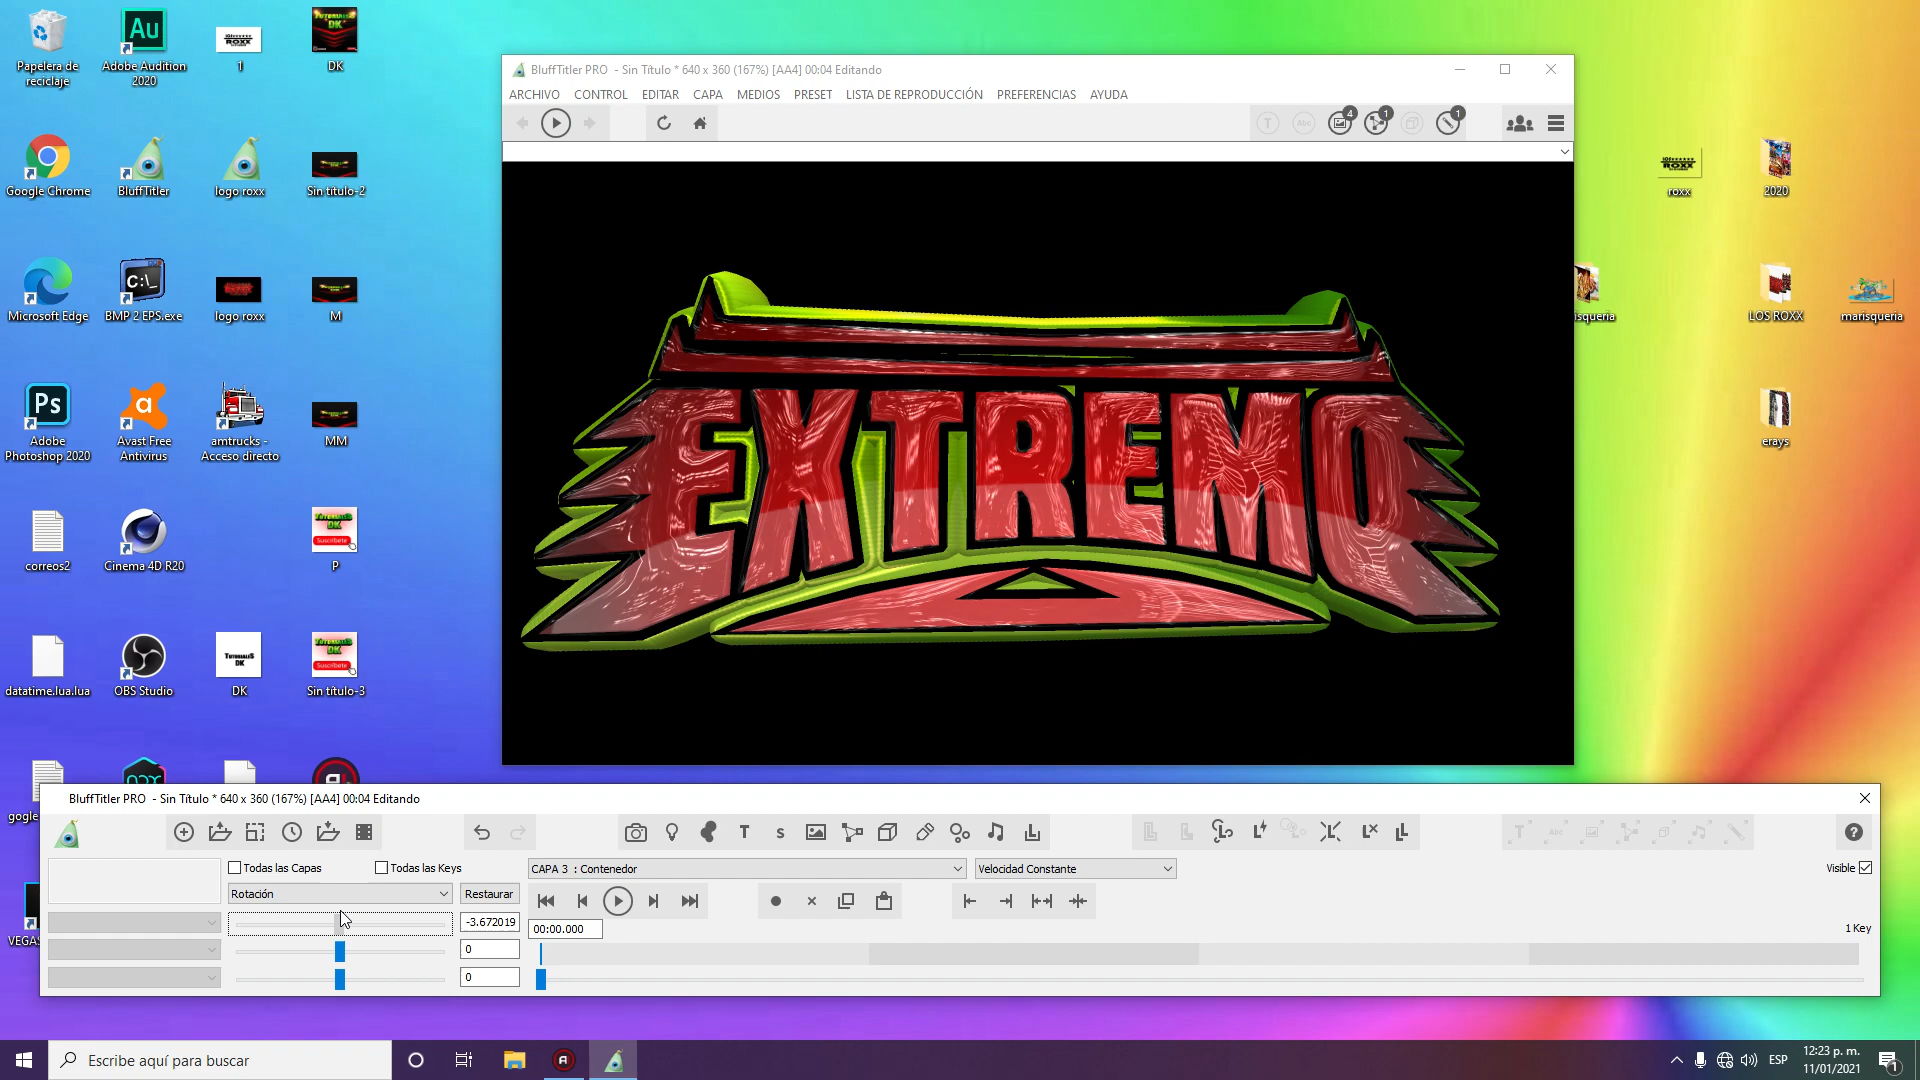 Papelera de
reciclaje
Adobe Audition
2020
1
DK
Google Chrome
BluffTitler
logo roxx
Sin título-2
Microsoft Edge
BMP 2 EPS.exe
logo roxx
M
Adobe
Photoshop 2020
Avast Free
Antivirus
amtrucks -
Acceso directo
MM
correos2
Cinema 4D R20
P
datatime.lua.lua
OBS Studio
DK
Sin título-3
roxx
2020
LOS ROXX
marisqueria
erays
BluffTitler PRO - Sin Título * 640 x 360 (167%) [AA4] 00:04 Editando
ARCHIVO CONTROL EDITAR CAPA MEDIOS PRESET LISTA DE REPRODUCCIÓN PREFERENCIAS AYUDA
4 1 1
EXTREMO
BluffTitler PRO - Sin Título * 640 x 360 (167%) [AA4] 00:04 Editando
Todas las Capas
Todas las Keys
CAPA 3 : Contenedor
Velocidad Constante
Visible
Rotación
Restaurar
-3.672019
00:00.000
1 Key
0
0
Escribe aquí para buscar
ESP
12:23 p. m.
11/01/2021
1